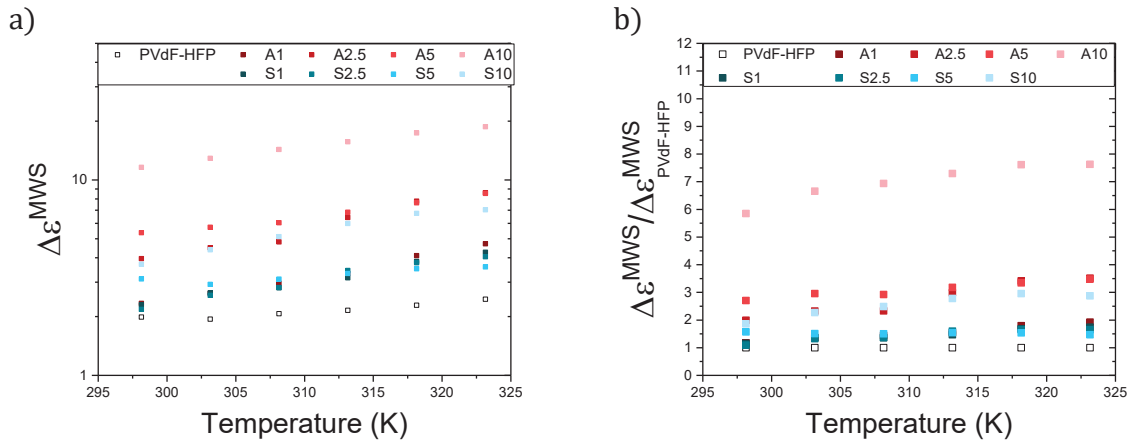 a)
PVdF-HFP A1 A2.5 A5 A10
S1 S2.5 S5 S10
10
1
ΔεᴹᵂS
295 300 305 310 315 320 325
Temperature (K)
b)
PVdF-HFP A1 A2.5 A5 A10
S1 S2.5 S5 S10
12
11
10
9
8
7
6
5
4
3
2
1
0
Δε^MWS/Δε^MWS_PVdF-HFP
295 300 305 310 315 320 325
Temperature (K)